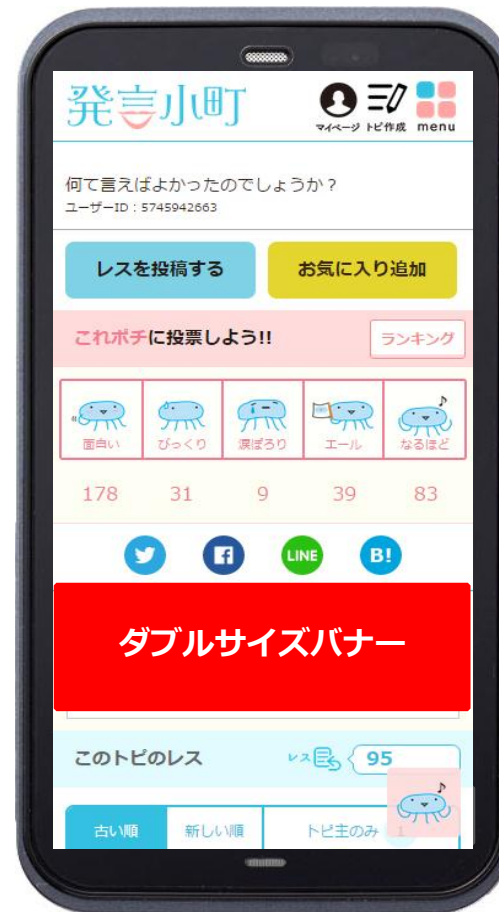 発言小町
マイページ トピ作成 menu
何て言えばよかったのでしょうか？
ユーザーID：5745942663
レスを投稿する お気に入り追加
これポチに投票しよう!! ランキング
面白い びっくり 涙ぽろり エール なるほど
178 31 9 39 83
LINE B!
ダブルサイズバナー
このトピのレス レス 95
古い順 新しい順 トピ主のみ 1